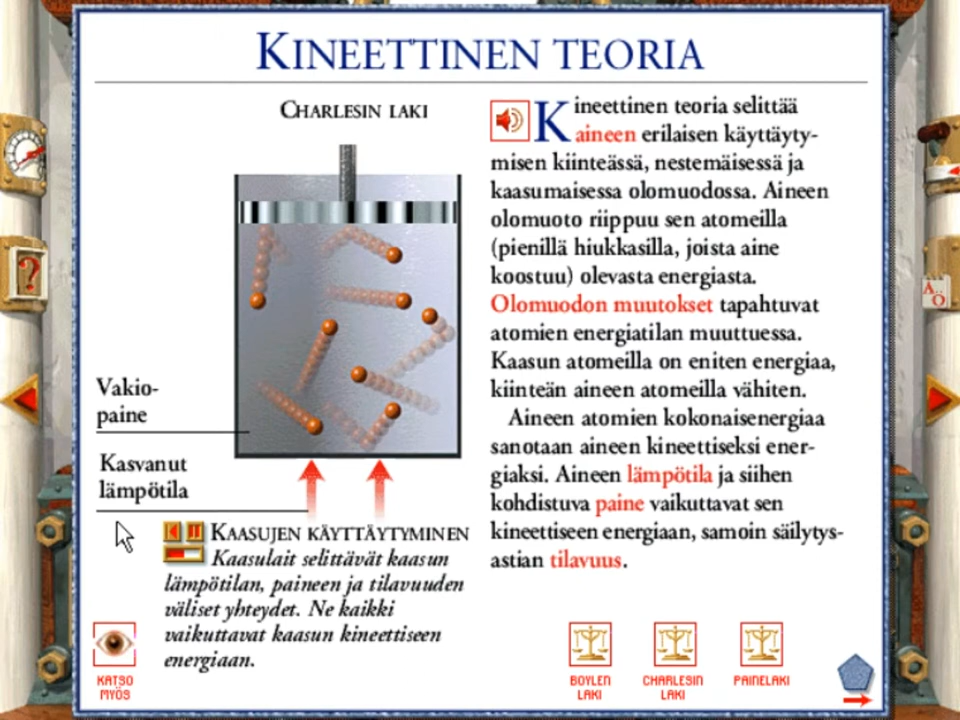 KINEETTINEN TEORIA
CHARLESIN LAKI
Vakio-
paine
Kasvanut
lämpötila
KAASUJEN KÄYTTÄYTYMINEN
Kaasulait selittävät kaasun
lämpötilan, paineen ja tilavuuden
väliset yhteydet. Ne kaikki
vaikuttavat kaasun kineettiseen
energiaan.
Kineettinen teoria selittää
aineen erilaisen käyttäyty-
misen kiinteässä, nestemäisessä ja
kaasumaisessa olomuodossa. Aineen
olomuoto riippuu sen atomeilla
(pienillä hiukkasilla, joista aine
koostuu) olevasta energiasta.
Olomuodon muutokset tapahtuvat
atomien energiatilan muuttuessa.
Kaasun atomeilla on eniten energiaa,
kiinteän aineen atomeilla vähiten.
Aineen atomien kokonaisenergiaa
sanotaan aineen kineettiseksi ener-
giaksi. Aineen lämpötila ja siihen
kohdistuva paine vaikuttavat sen
kineettiseen energiaan, samoin säilytys-
astian tilavuus.
KATSO
MYÖS
BOYLEN
LAKI
CHARLESIN
LAKI
PAINELAKI
?
A..
Ö